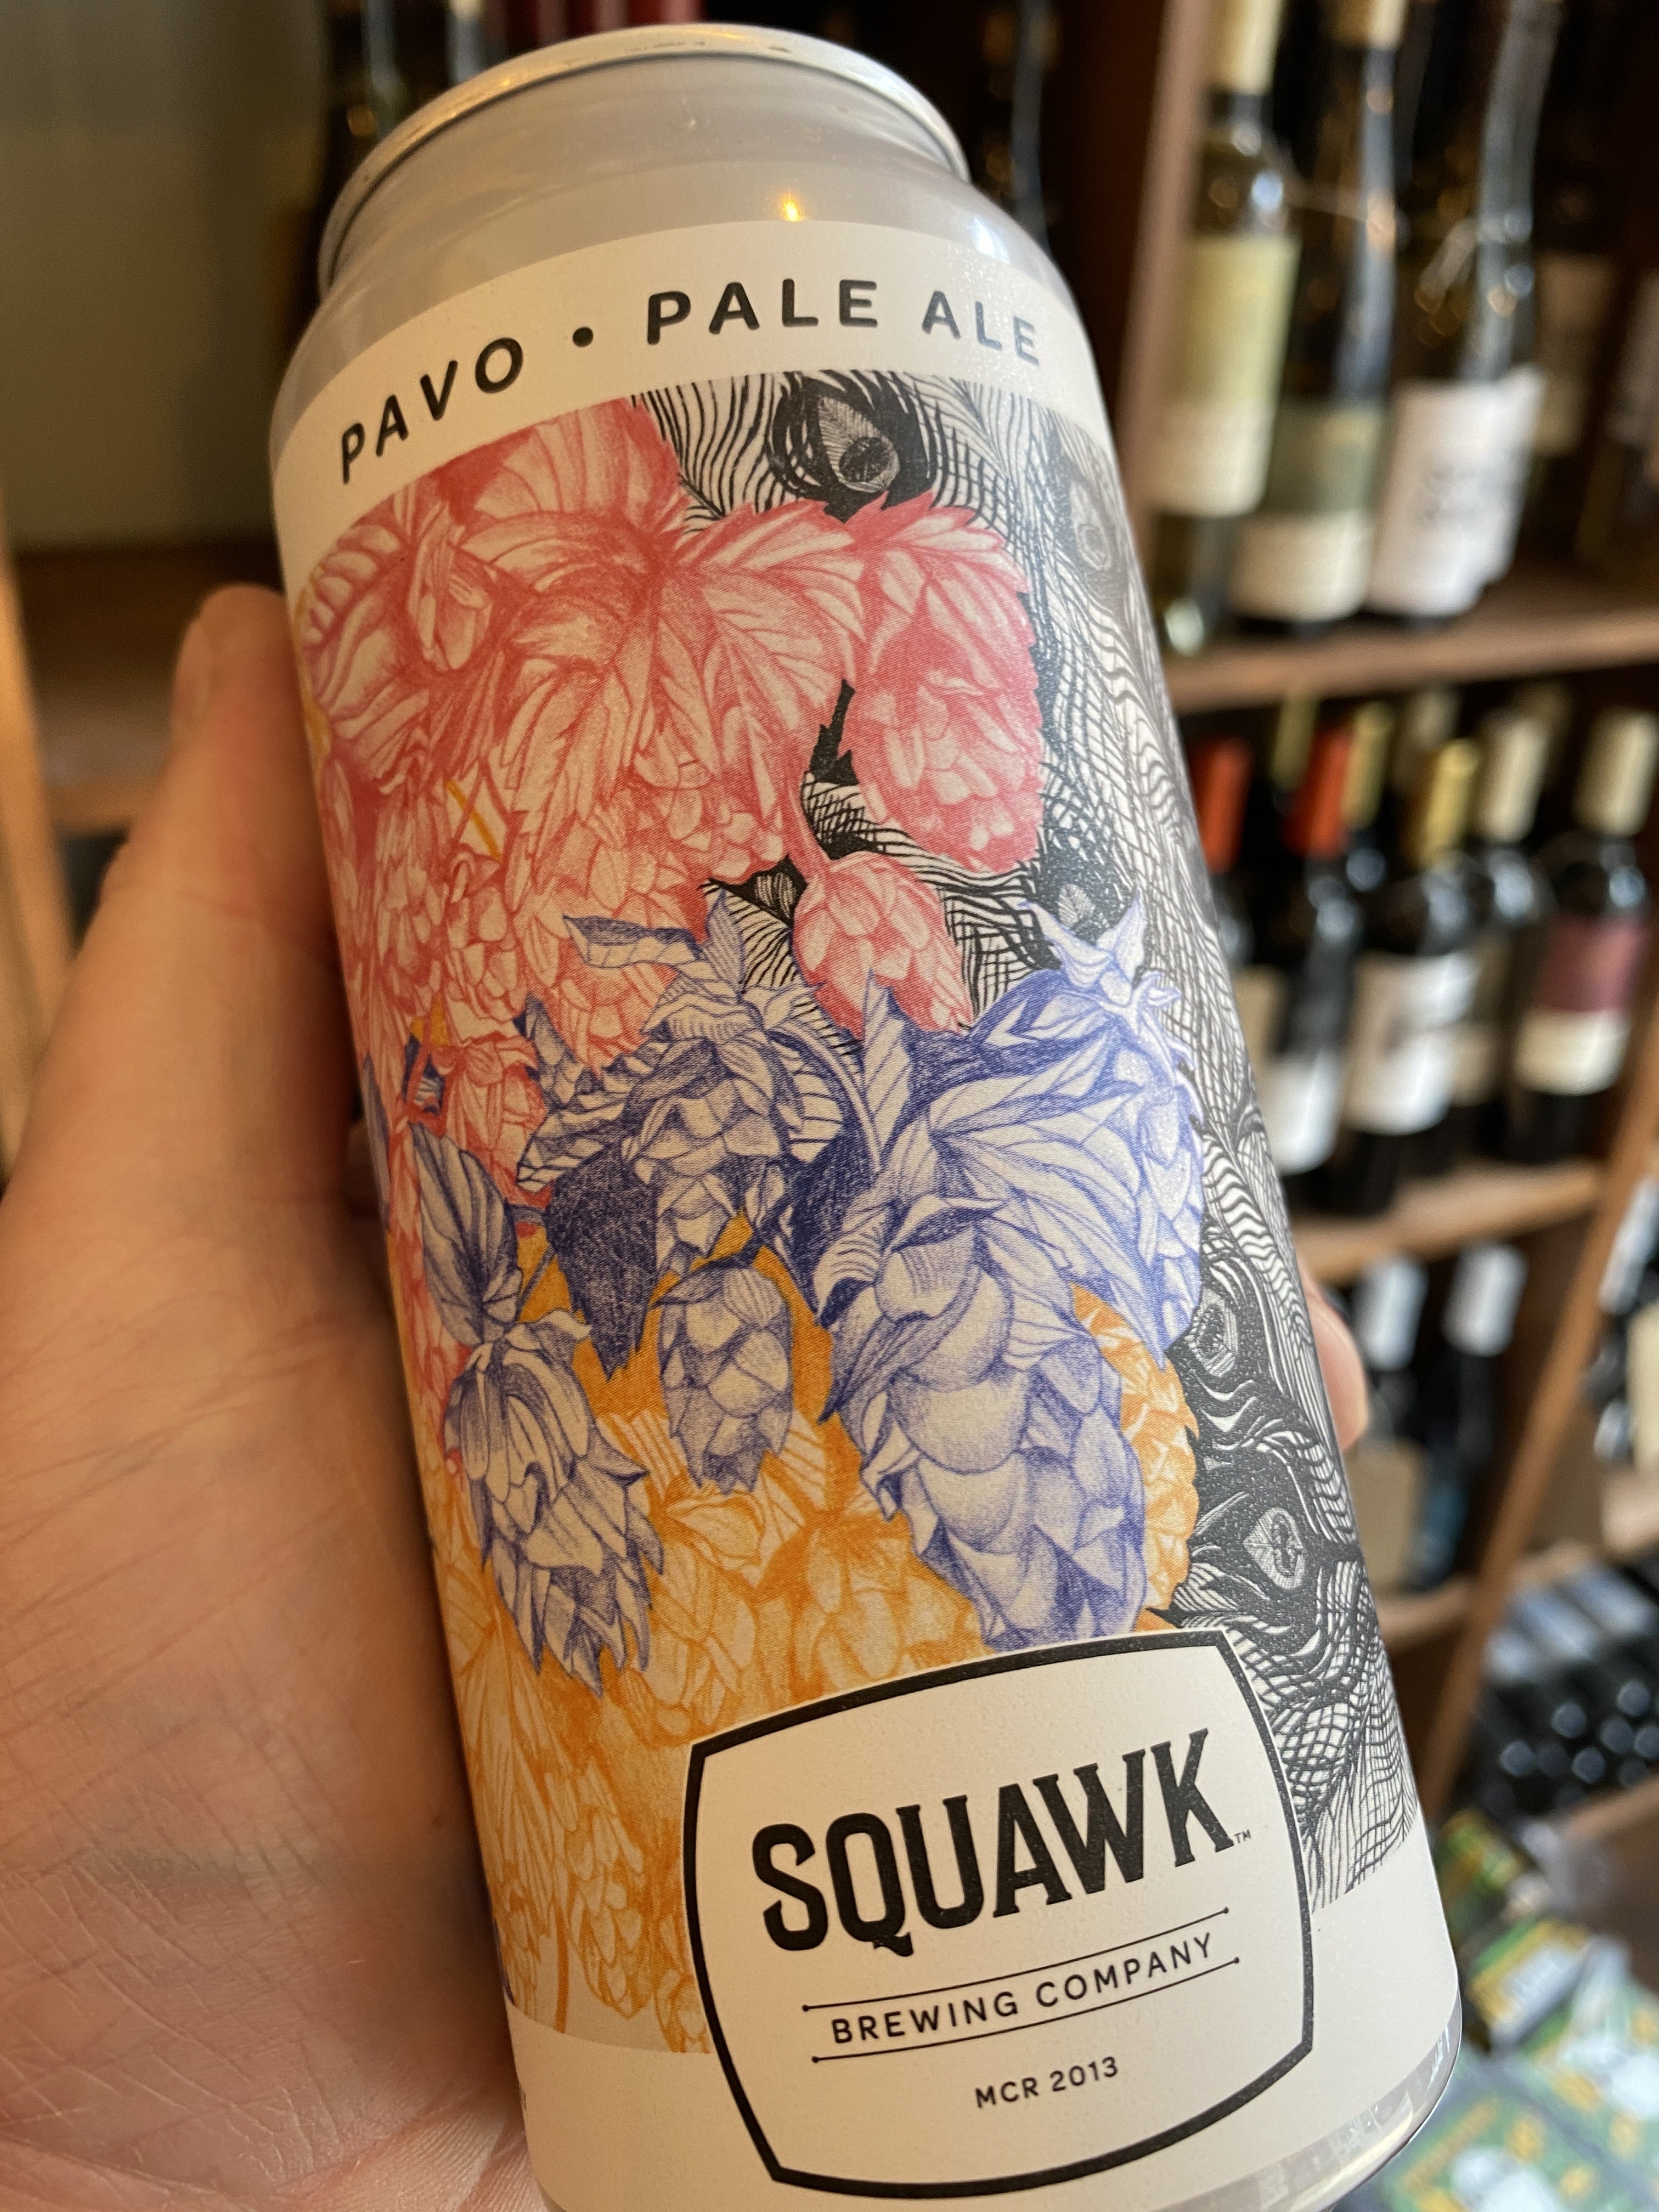 PAVO • PALE ALE
SQUAWK™
BREWING COMPANY
MCR 2013